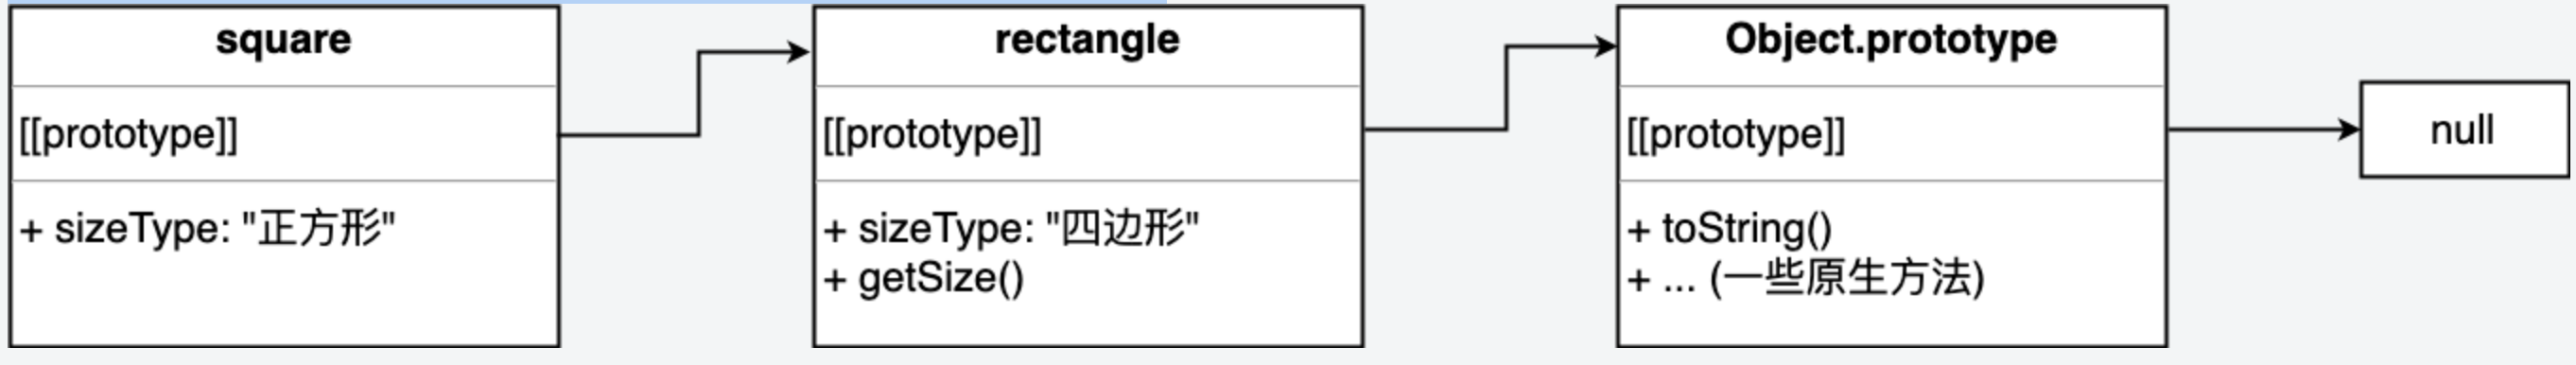 square
[[prototype]]
+ sizeType: "正方形"
rectangle
[[prototype]]
+ sizeType: "四边形"
+ getSize()
Object.prototype
[[prototype]]
+ toString()
+ ... (一些原生方法)
null